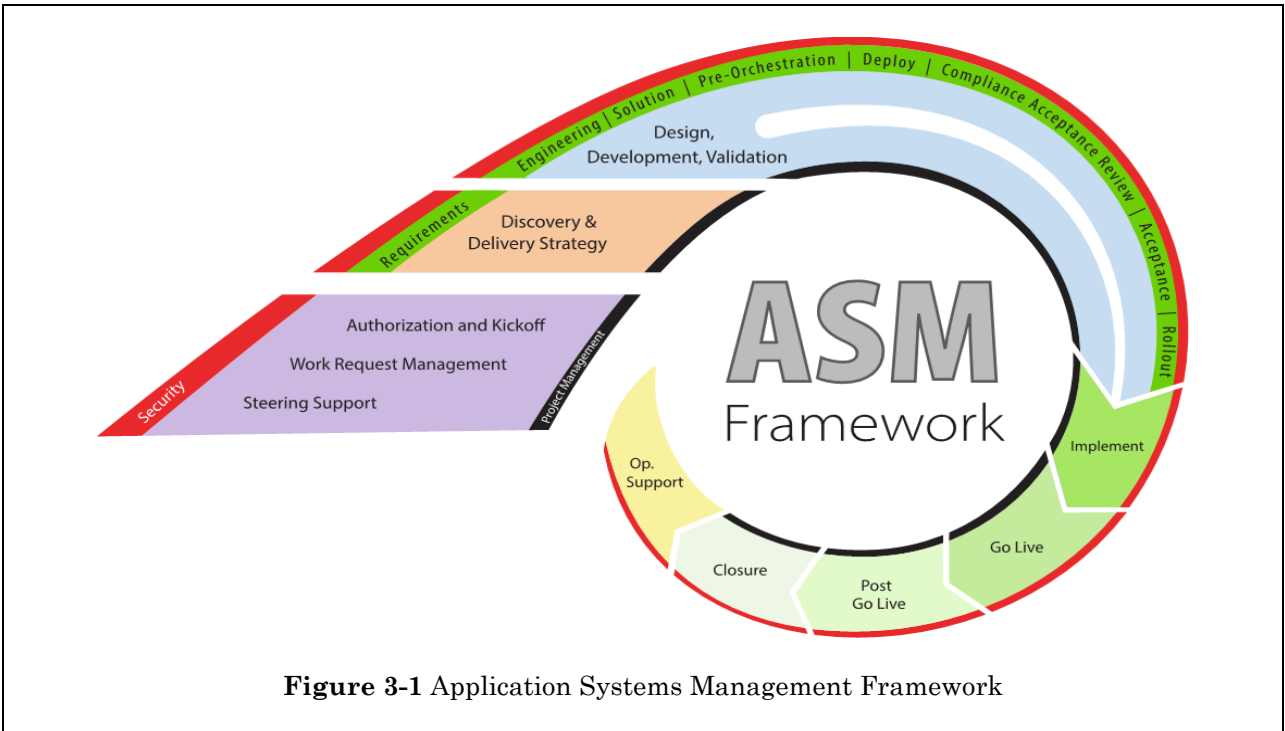 Engineering | Solution | Pre-Orchestration | Deploy | Compliance Acceptance Review | Acceptance | Rollout
Design,
Development, Validation
Requirements
Discovery &
Delivery Strategy
Security
Authorization and Kickoff
Work Request Management
Steering Support
Project Management
ASM
Framework
Implement
Go Live
Post
Go Live
Closure
Op.
Support
Figure 3-1 Application Systems Management Framework